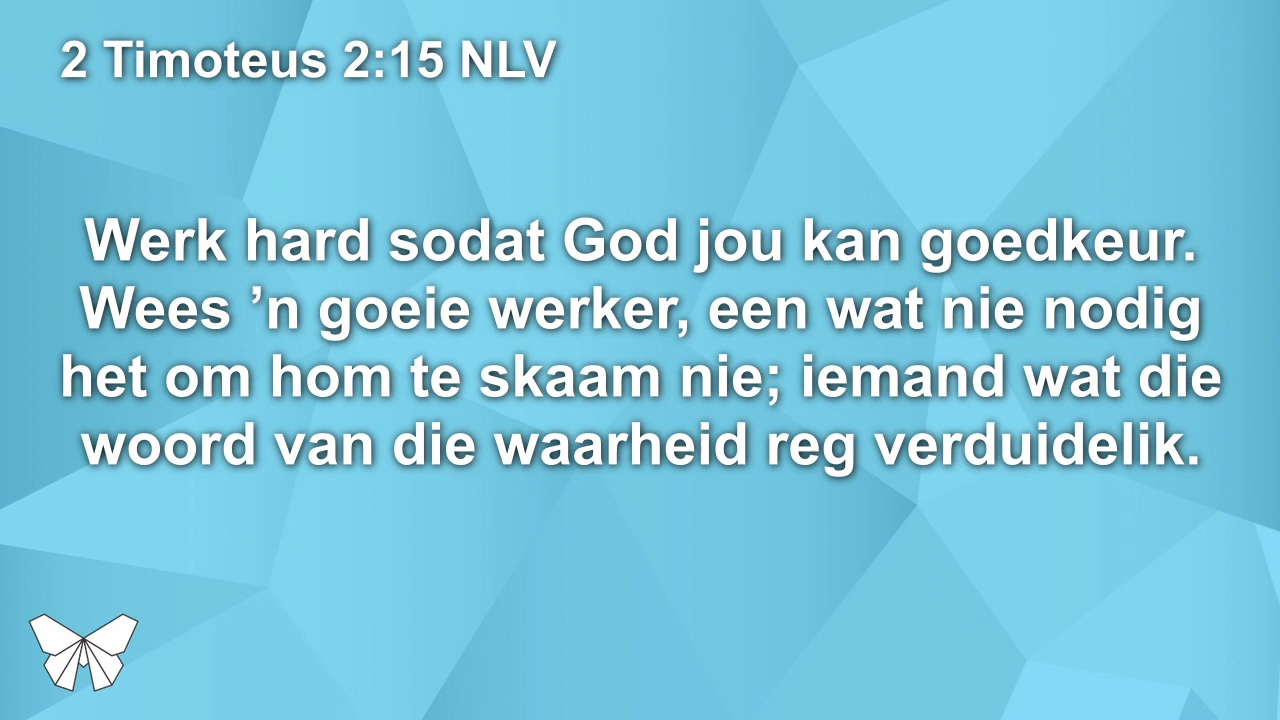 2 Timoteus 2:15 NLV
Werk hard sodat God jou kan goedkeur.
Wees ’n goeie werker, een wat nie nodig
het om hom te skaam nie; iemand wat die
woord van die waarheid reg verduidelik.